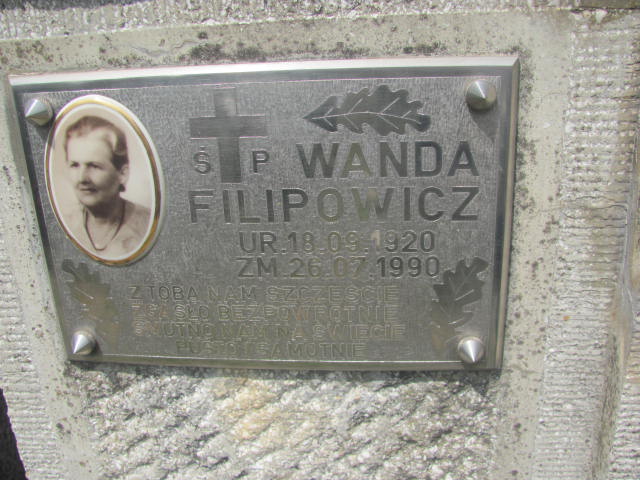 Ś P WANDA
FILIPOWICZ
UR. 18.09.1920
ZM. 26.07.1990
Z TOBĄ NAM SZCZĘŚCIE
ZGASŁO BEZPOWROTNIE
SMUTNO NAM NA ŚWIECIE
PUSTO I SAMOTNIE